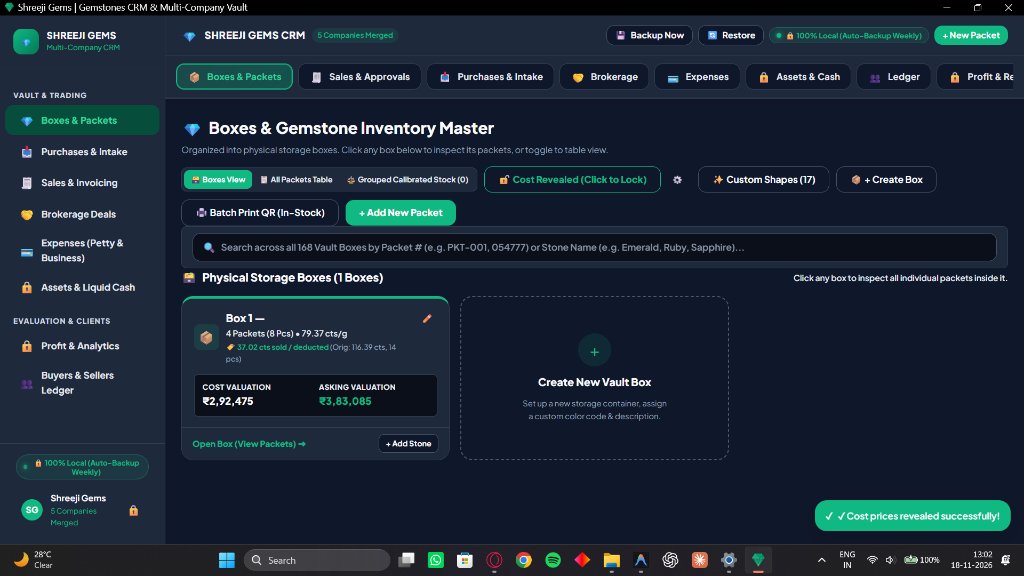 Shreeji Gems | Gemstones CRM & Multi-Company Vault
SHREEJI GEMS
Multi-Company CRM
SHREEJI GEMS CRM
5 Companies Merged
Backup Now
Restore
100% Local (Auto-Backup Weekly)
+ New Packet
Boxes & Packets
Sales & Approvals
Purchases & Intake
Brokerage
Expenses
Assets & Cash
Ledger
Profit & Re
VAULT & TRADING
Boxes & Packets
Purchases & Intake
Sales & Invoicing
Brokerage Deals
Expenses (Petty &
Business)
Assets & Liquid Cash
EVALUATION & CLIENTS
Profit & Analytics
Buyers & Sellers
Ledger
100% Local (Auto-Backup
Weekly)
SG
Shreeji Gems
5 Companies
Merged
Boxes & Gemstone Inventory Master
Organized into physical storage boxes. Click any box below to inspect its packets, or toggle to table view.
Boxes View
All Packets Table
Grouped Calibrated Stock (0)
Cost Revealed (Click to Lock)
Custom Shapes (17)
+ Create Box
Batch Print QR (In-Stock)
+ Add New Packet
Search across all 168 Vault Boxes by Packet # (e.g. PKT-001, 054777) or Stone Name (e.g. Emerald, Ruby, Sapphire)...
Physical Storage Boxes (1 Boxes)
Click any box to inspect all individual packets inside it.
Box 1 —
4 Packets (8 Pcs) • 79.37 cts/g
37.02 cts sold / deducted (Orig: 116.39 cts, 14
pcs)
COST VALUATION
₹2,92,475
ASKING VALUATION
₹3,83,085
Open Box (View Packets) ➞
+ Add Stone
+
Create New Vault Box
Set up a new storage container, assign
a custom color code & description.
✓ ✓ Cost prices revealed successfully!
28°C
Clear
Search
ENG
IN
100%
13:02
18-11-2026